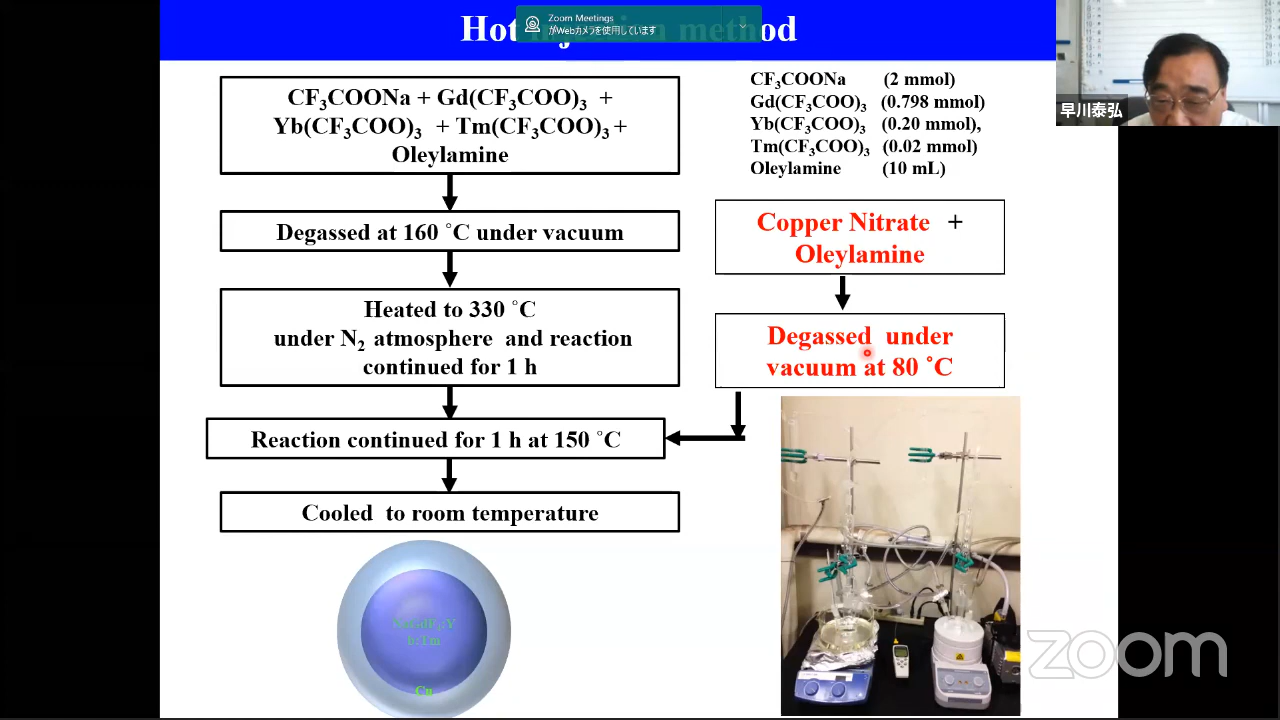 Hot method
Zoom Meetings
がWebカメラを使用しています
早川泰弘
CF₃COONa + Gd(CF₃COO)₃ +
Yb(CF₃COO)₃ + Tm(CF₃COO)₃ +
Oleylamine
Degassed at 160 ˚C under vacuum
Heated to 330 ˚C
under N₂ atmosphere and reaction
continued for 1 h
Reaction continued for 1 h at 150 ˚C
Cooled to room temperature
CF₃COONa (2 mmol)
Gd(CF₃COO)₃ (0.798 mmol)
Yb(CF₃COO)₃ (0.20 mmol),
Tm(CF₃COO)₃ (0.02 mmol)
Oleylamine (10 mL)
Copper Nitrate +
Oleylamine
Degassed under
vacuum at 80 ˚C
b:Tm
Cu
zoom